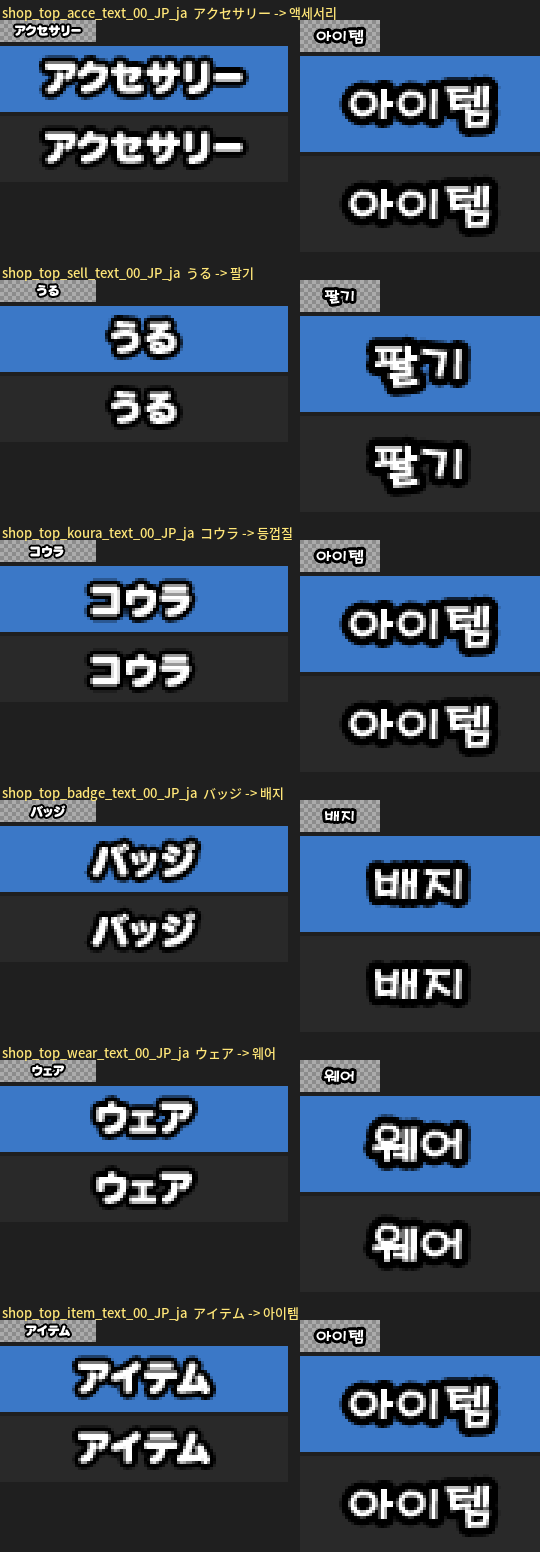 shop_top_acce_text_00_JP_ja アクセサリー -> 액세서리
アクセサリー 아이템
アクセサリー 아이템
アクセサリー 아이템
shop_top_sell_text_00_JP_ja うる -> 팔기
うる 팔기
うる 팔기
うる 팔기
shop_top_koura_text_00_JP_ja コウラ -> 등껍질
コウラ 아이템
コウラ 아이템
コウラ 아이템
shop_top_badge_text_00_JP_ja バッジ -> 배지
バッジ 배지
バッジ 배지
バッジ 배지
shop_top_wear_text_00_JP_ja ウェア -> 웨어
ウェア 웨어
ウェア 웨어
ウェア 웨어
shop_top_item_text_00_JP_ja アイテム -> 아이템
アイテム 아이템
アイテム 아이템
アイテム 아이템